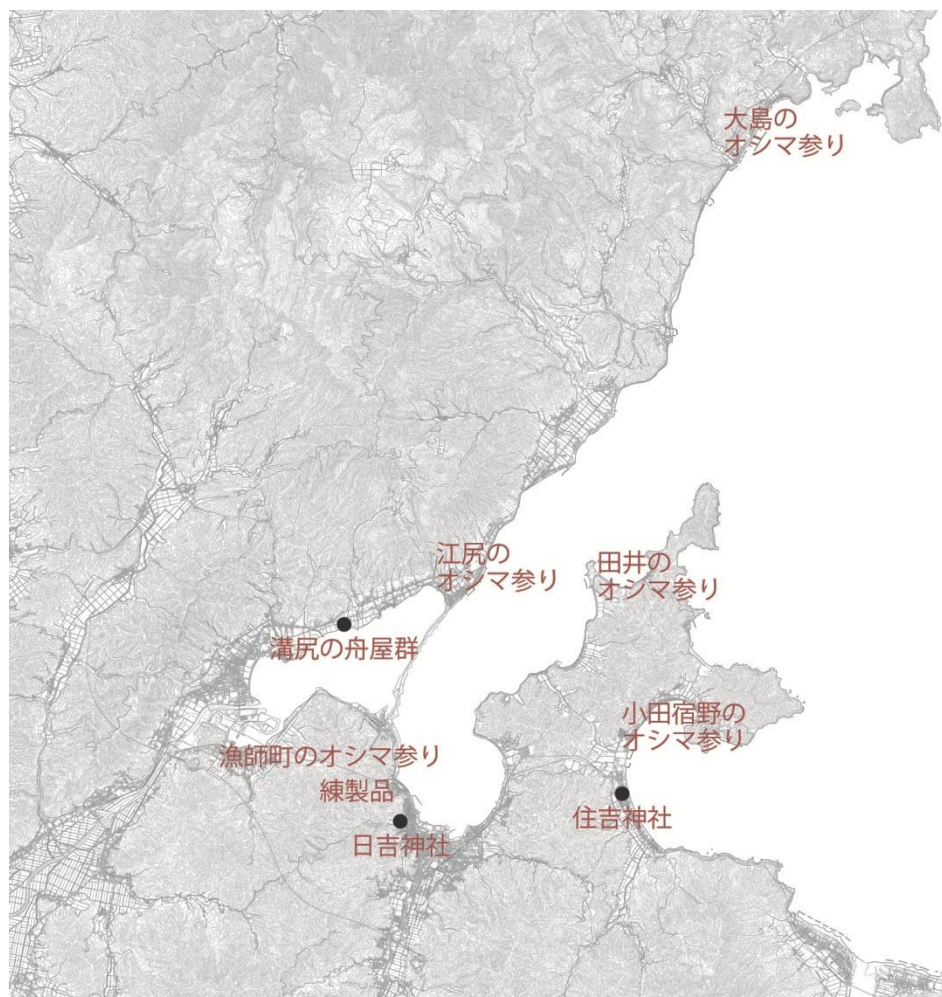 大島の
オシマ参り
江尻の
オシマ参り
田井の
オシマ参り
溝尻の舟屋群
小田宿野の
オシマ参り
漁師町のオシマ参り
練製品
日吉神社
住吉神社